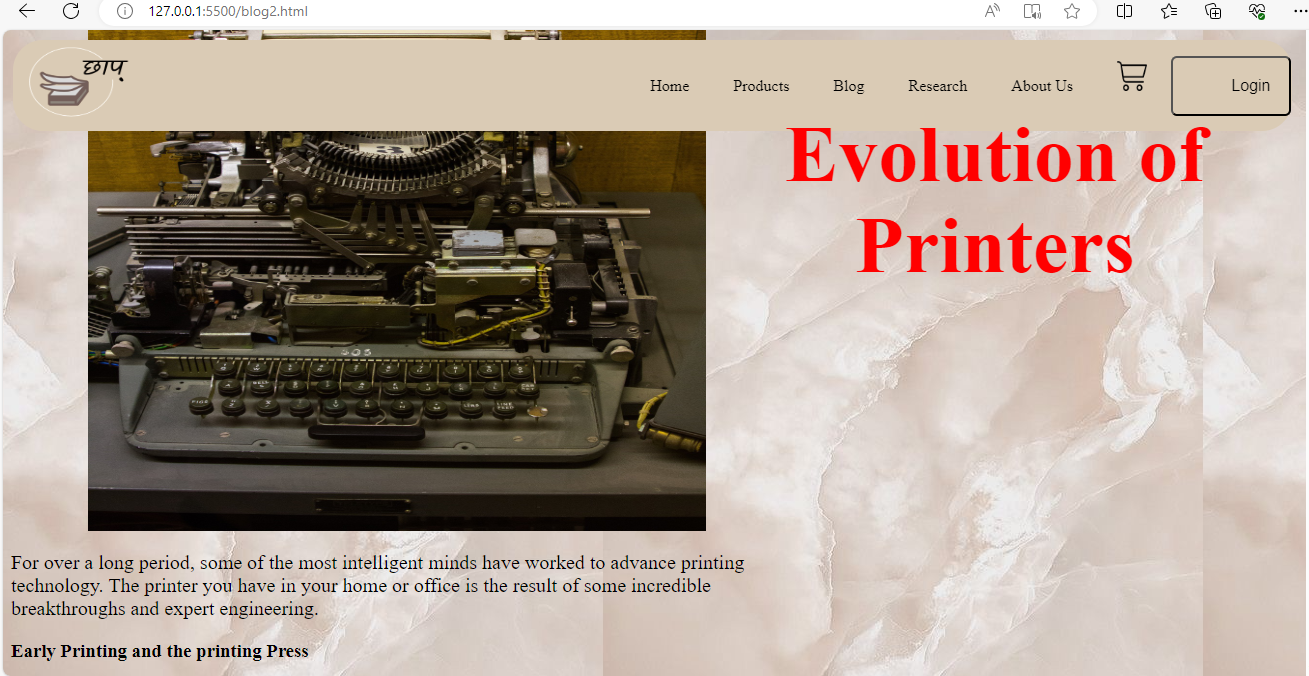 127.0.0.1:5500/blog2.html
छाप
Home Products Blog Research About Us Login
Evolution of
Printers
3
505
For over a long period, some of the most intelligent minds have worked to advance printing
technology. The printer you have in your home or office is the result of some incredible
breakthroughs and expert engineering.
Early Printing and the printing Press